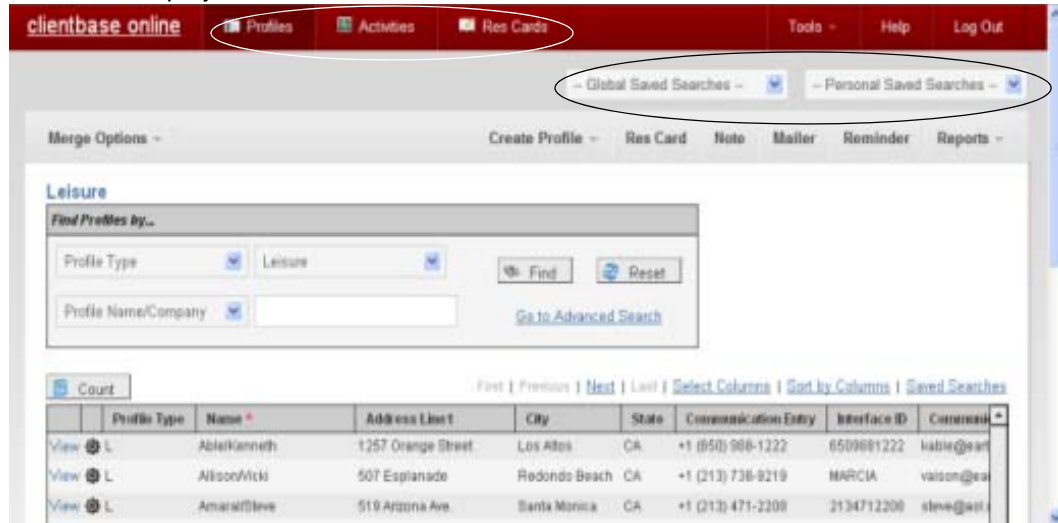 clientbase online Profiles Activities Res Cards Tools Help Log Out
-- Global Saved Searches -- -- Personal Saved Searches --
Merge Options Create Profile Res Card Note Mailer Reminder Reports
Leisure
Find Profiles by...
Profile Type Leisure Find Reset
Profile Name/Company Go to Advanced Search
Count First | Previous | Next | Last | Select Columns | Sort by Columns | Saved Searches
Profile Type Name * Address Line1 City State Communication Entry Interface ID
View L Able/Kenneth 1257 Orange Street Los Altos CA +1 (650) 988-1222 6509881222
View L Allison/Vicki 507 Esplanade Redondo Beach CA +1 (213) 736-9219 MARCIA
View L Amaral/Steve 519 Arizona Ave. Santa Monica CA +1 (213) 471-2208 2134712208